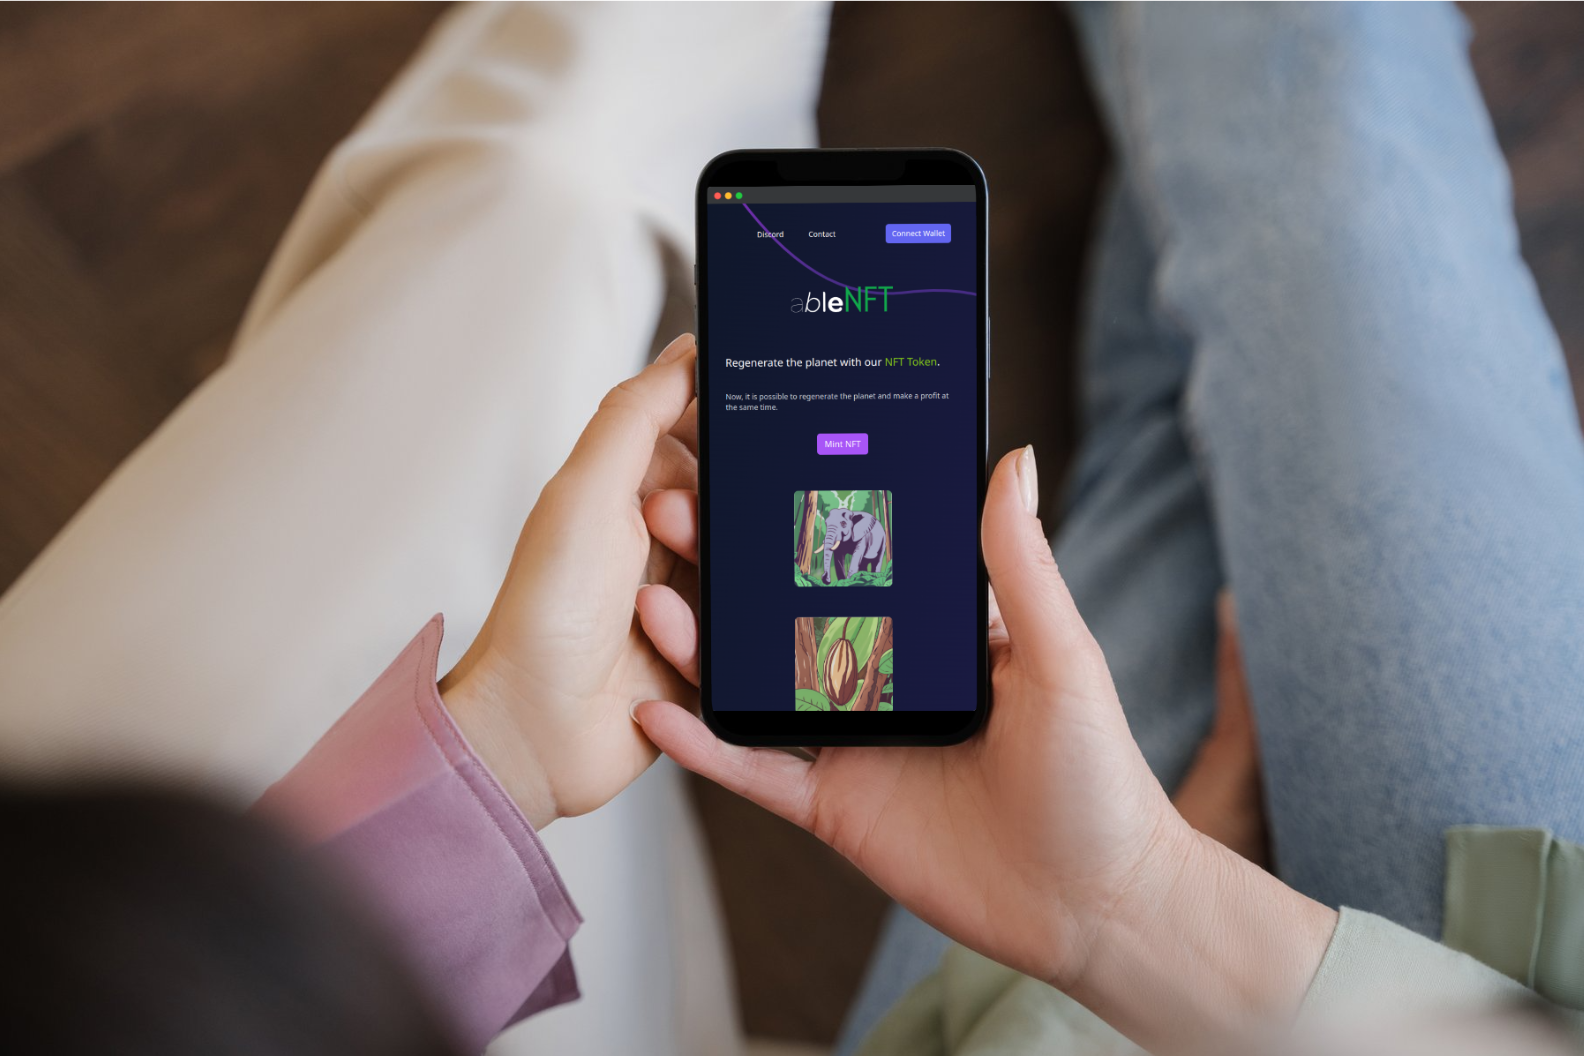 Discord Contact Connect Wallet
ableNFT
Regenerate the planet with our NFT Token.
Now, it is possible to regenerate the planet and make a profit at
the same time.
Mint NFT